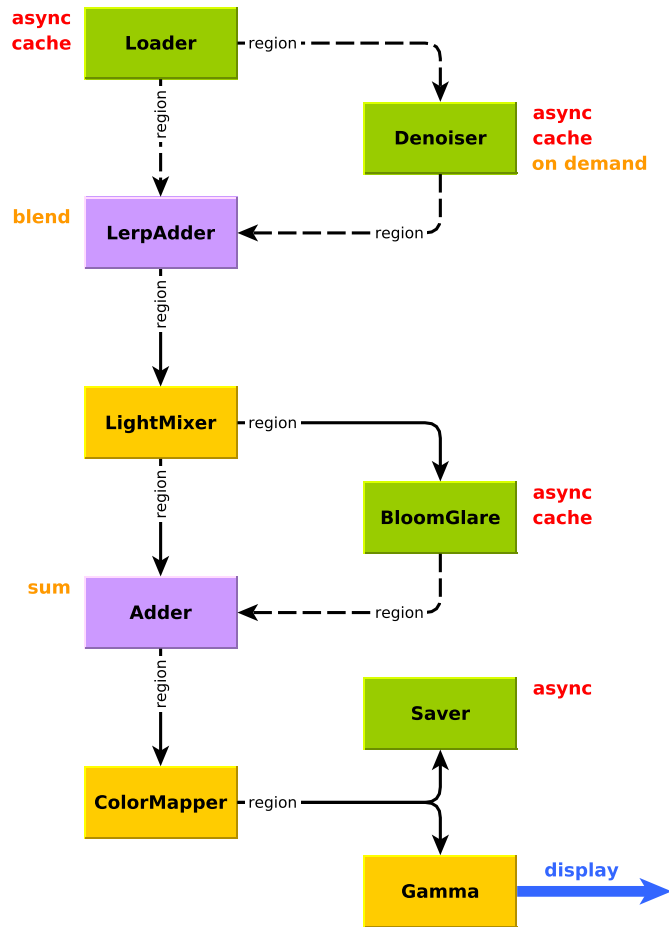 async
cache
Loader
region
region
Denoiser
async
cache
on demand
blend
LerpAdder
region
region
LightMixer
region
region
BloomGlare
async
cache
sum
Adder
region
region
Saver
async
ColorMapper
region
Gamma
display